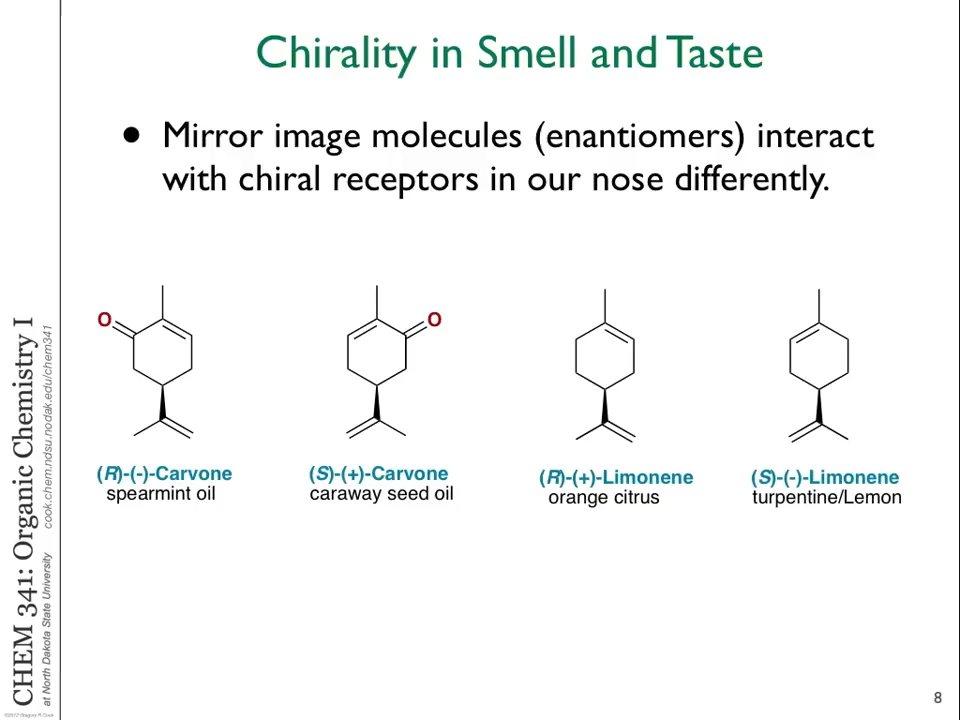 Chirality in Smell and Taste
• Mirror image molecules (enantiomers) interact
with chiral receptors in our nose differently.
O
O
(R)-(-)-Carvone
spearmint oil
(S)-(+)-Carvone
caraway seed oil
(R)-(+)-Limonene
orange citrus
(S)-(-)-Limonene
turpentine/Lemon
CHEM 341: Organic Chemistry I
at North Dakota State University cook.chem.ndsu.nodak.edu/chem341
8